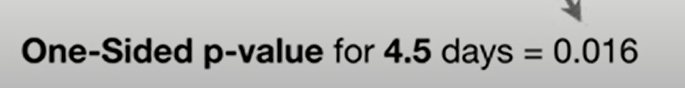 One-Sided p-value for 4.5 days = 0.016